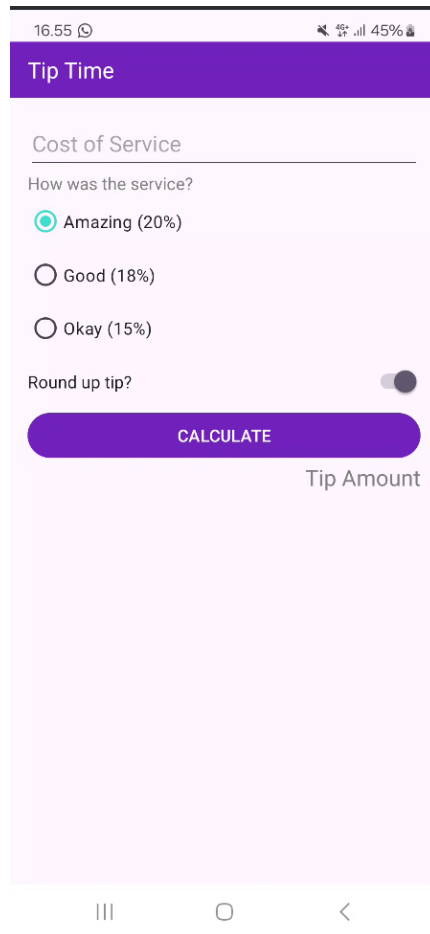 16.55 4G+ 45%
Tip Time
Cost of Service
How was the service?
Amazing (20%)
Good (18%)
Okay (15%)
Round up tip?
CALCULATE
Tip Amount